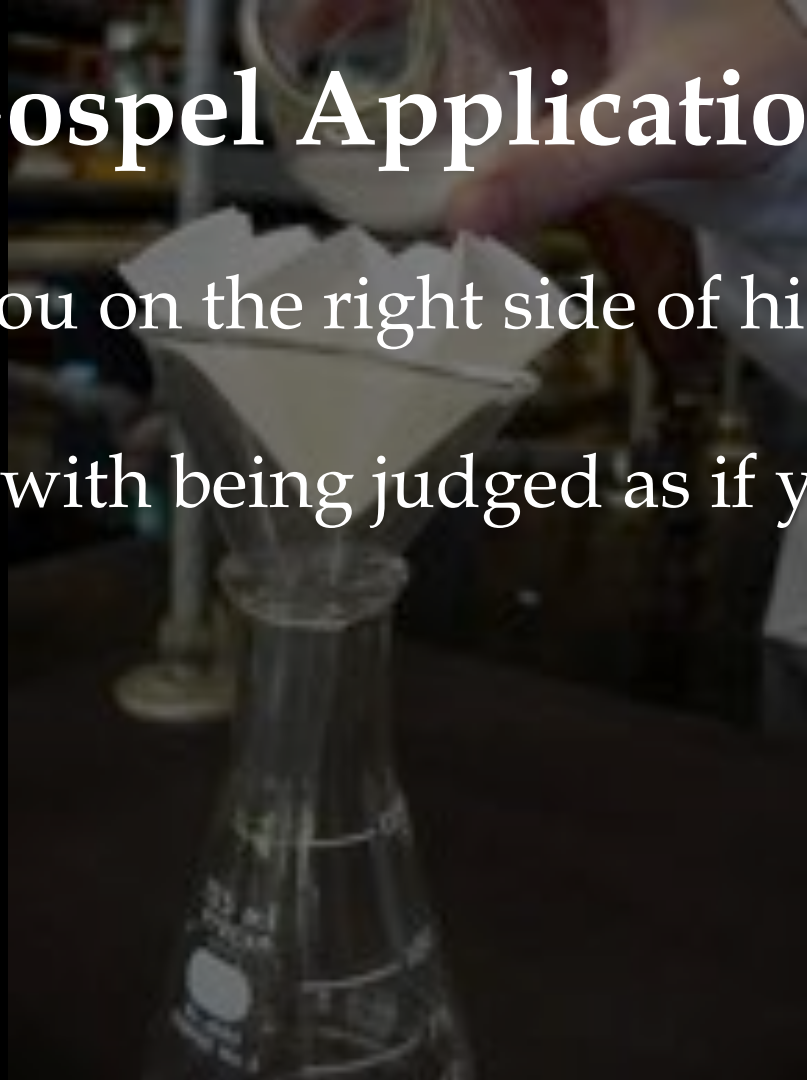 ospel Applicatio
ou on the right side of hi
with being judged as if y